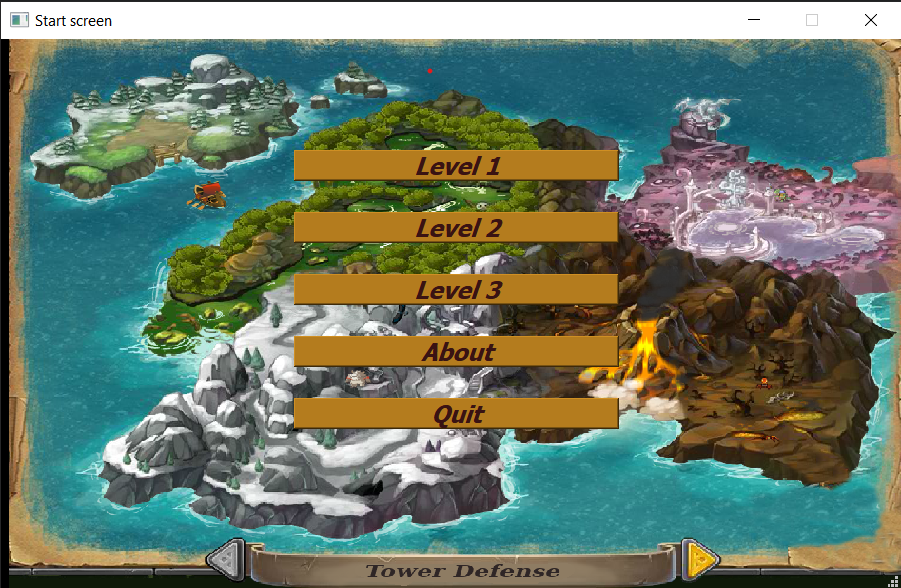 Start screen
Level 1
Level 2
Level 3
About
Quit
Tower Defense